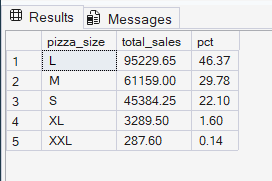 Results Messages
pizza_size total_sales pct
1 L 95229.65 46.37
2 M 61159.00 29.78
3 S 45384.25 22.10
4 XL 3289.50 1.60
5 XXL 287.60 0.14